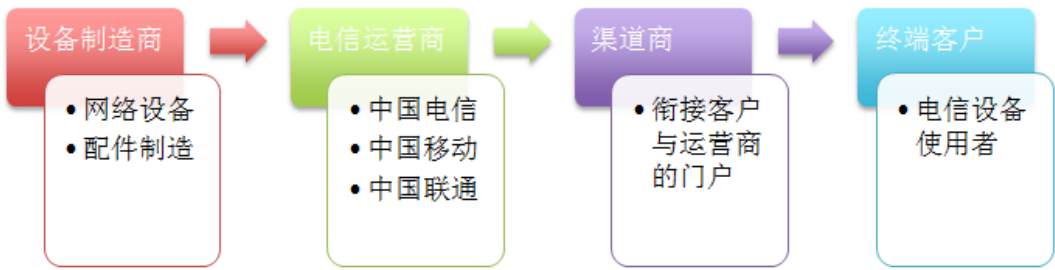 设备制造商
• 网络设备
• 配件制造
电信运营商
• 中国电信
• 中国移动
• 中国联通
渠道商
• 衔接客户
与运营商
的门户
终端客户
• 电信设备
使用者